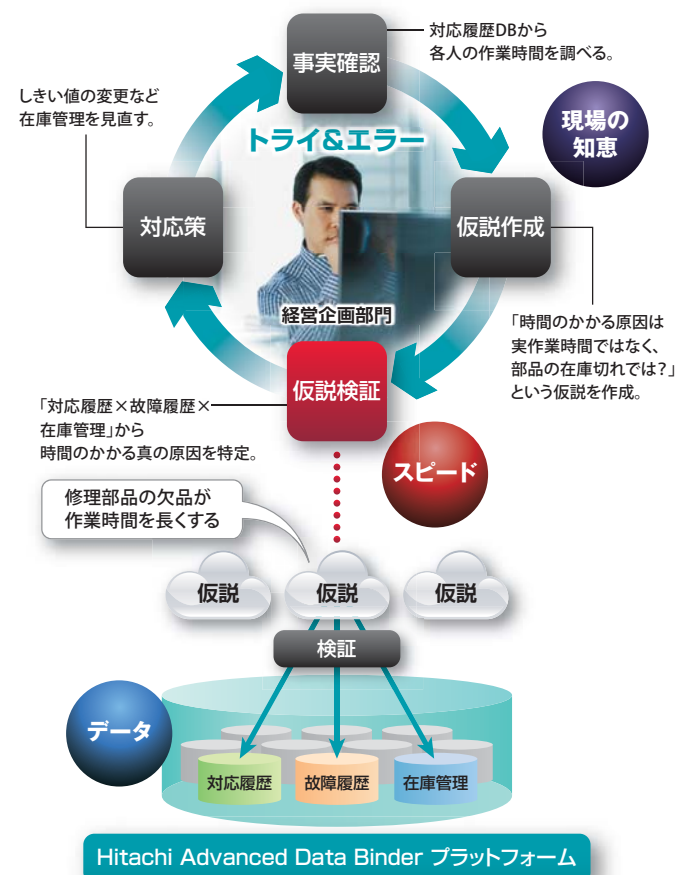 対応履歴DBから
各人の作業時間を調べる。
事実確認
しきい値の変更など
在庫管理を見直す。
現場の
知恵
トライ&エラー
対応策
仮説作成
経営企画部門
「時間のかかる原因は
実作業時間ではなく、
部品の在庫切れでは?」
という仮説を作成。
仮説検証
「対応履歴×故障履歴×
在庫管理」から
時間のかかる真の原因を特定。
スピード
修理部品の欠品が
作業時間を長くする
仮説
仮説
仮説
検証
データ
対応履歴
故障履歴
在庫管理
Hitachi Advanced Data Binder プラットフォーム